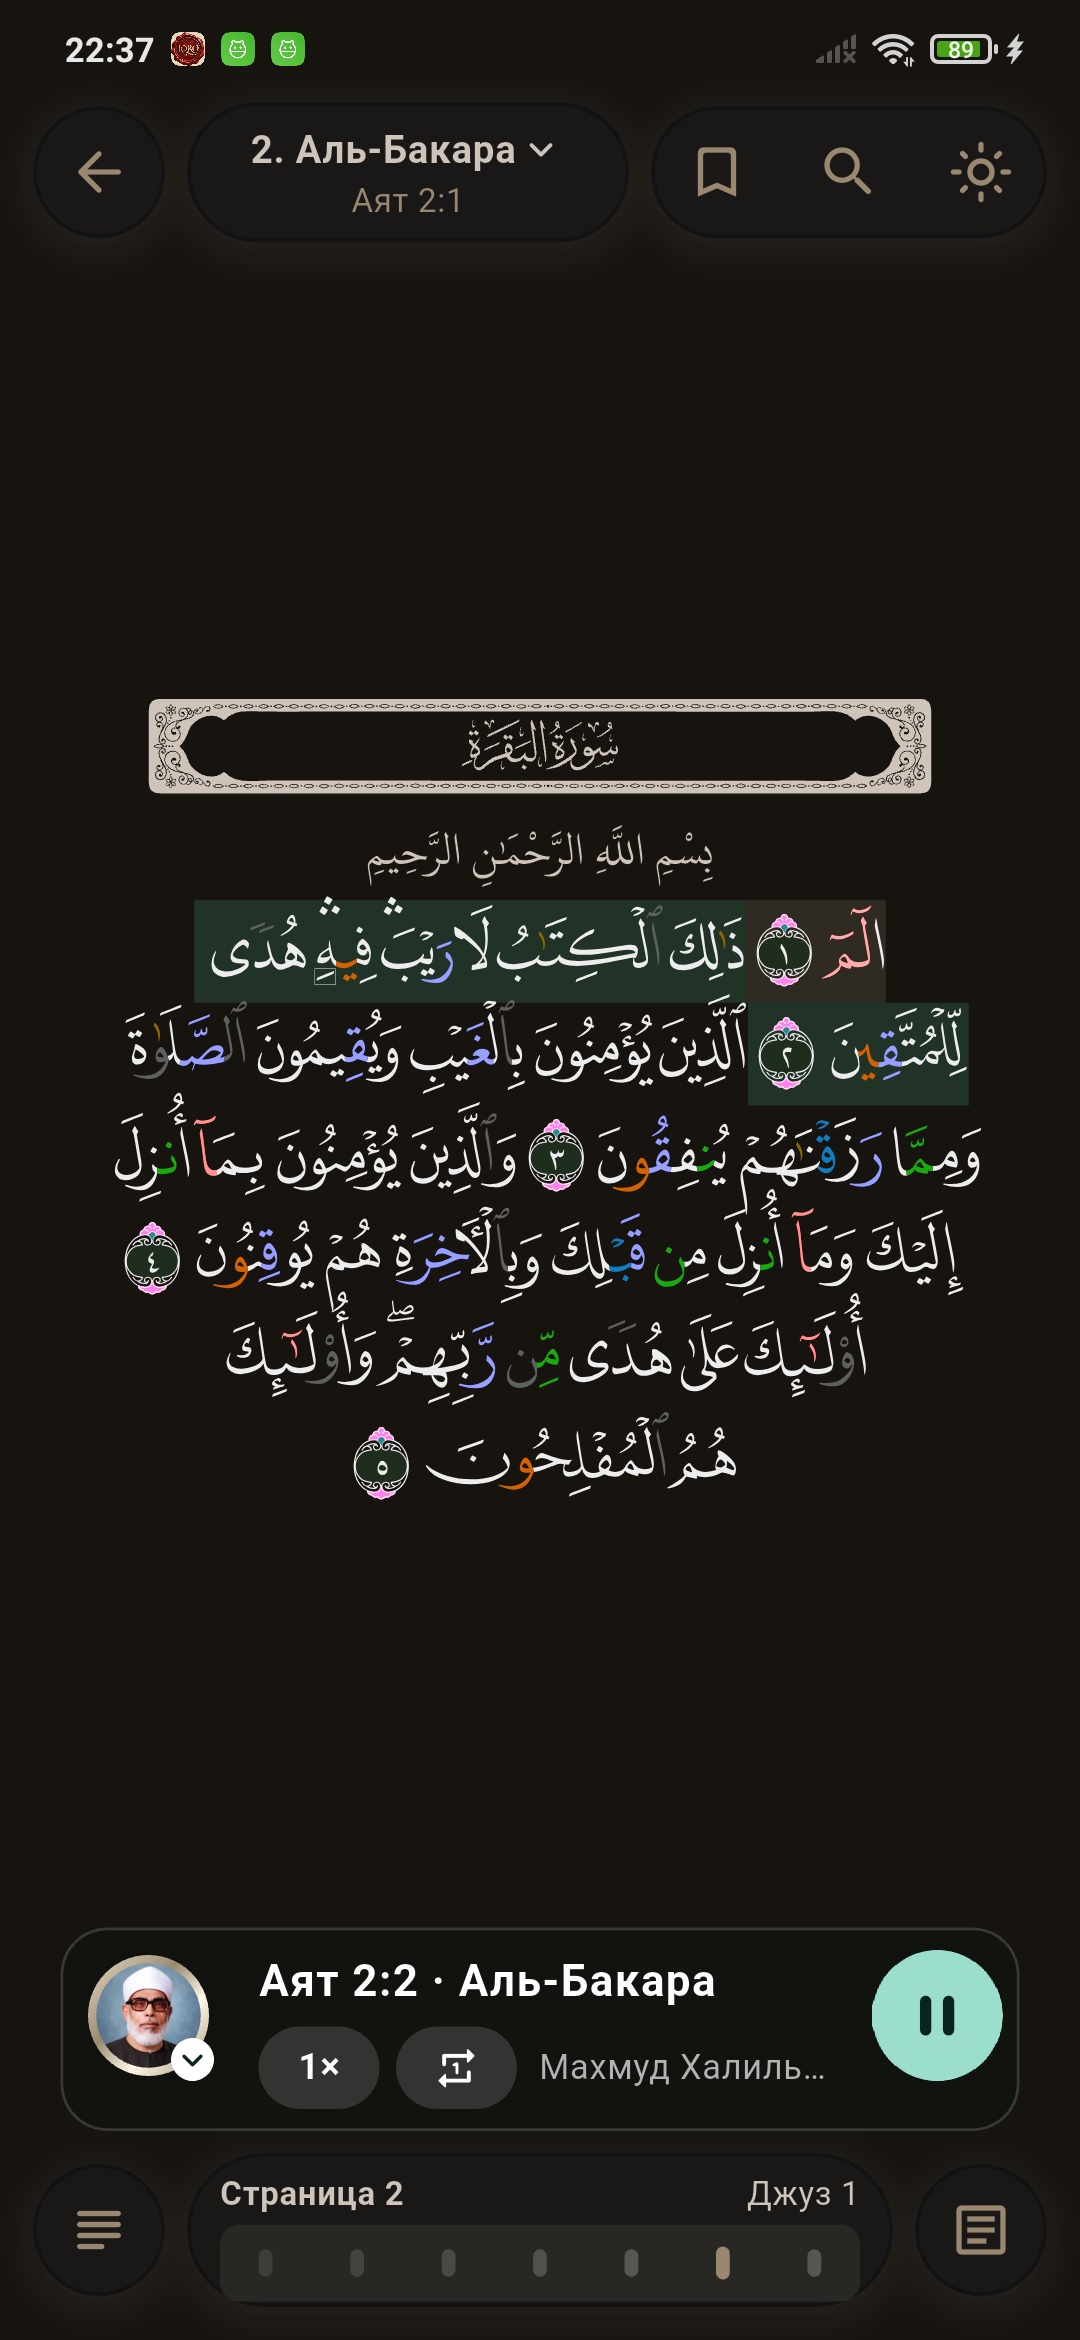 22:37
89
2. Аль-Бакара
Аят 2:1
سُورَةُ البَقَرَةِ
بِسْمِ اللَّهِ الرَّحْمَٰنِ الرَّحِيمِ
الٓمٓ ١ ذَٰلِكَ ٱلْكِتَٰبُ لَا رَيْبَ ۛ فِيهِ ۛ هُدًى
لِّلْمُتَّقِينَ ٢ ٱلَّذِينَ يُؤْمِنُونَ بِٱلْغَيْبِ وَيُقِيمُونَ ٱلصَّلَوٰةَ
وَمِمَّا رَزَقْنَٰهُمْ يُنفِقُونَ ٣ وَٱلَّذِينَ يُؤْمِنُونَ بِمَآ أُنزِلَ
إِلَيْكَ وَمَآ أُنزِلَ مِن قَبْلِكَ وَبِٱلْأَخِرَةِ هُمْ يُوقِنُونَ ٤
أُو۟لَٰٓئِكَ عَلَىٰ هُدًى مِّن رَّبِّهِمْ ۖ وَأُو۟لَٰٓئِكَ
هُمُ ٱلْمُفْلِحُونَ ٥
Аят 2:2 · Аль-Бакара
1× 1 Махмуд Халиль...
Страница 2 Джуз 1